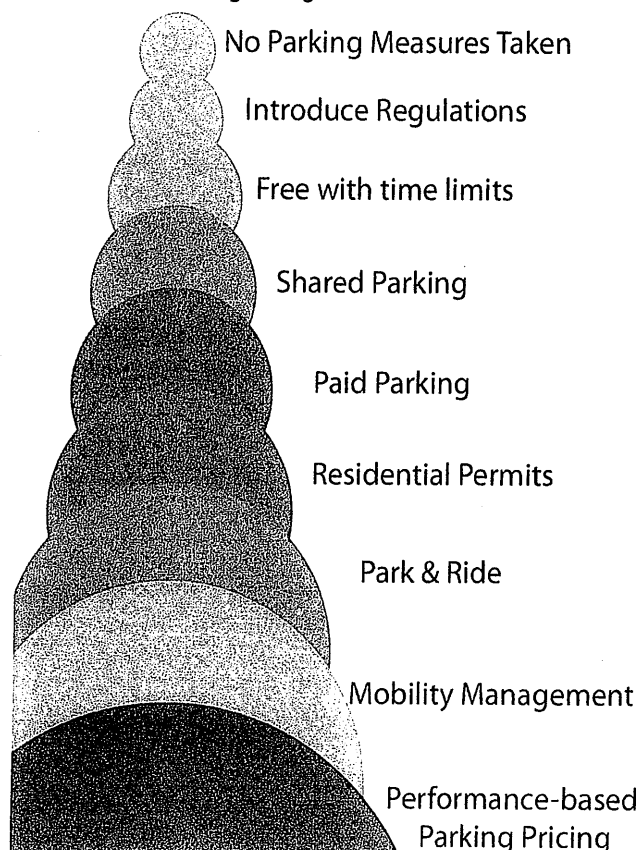 No Parking Measures Taken
Introduce Regulations
Free with time limits
Shared Parking
Paid Parking
Residential Permits
Park & Ride
Mobility Management
Performance-based
Parking Pricing